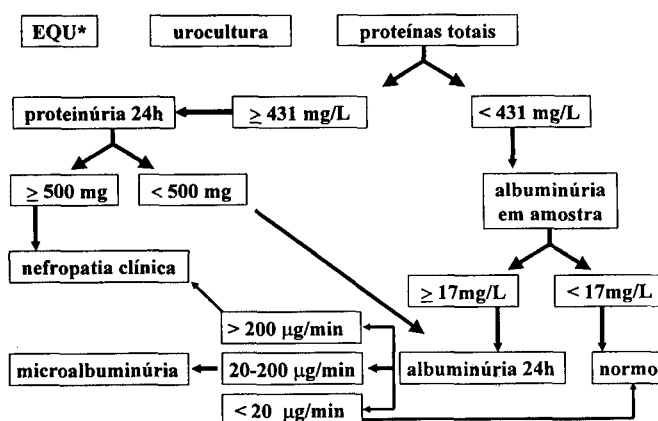 EQU*
urocultura
proteínas totais
proteinúria 24h
≥ 431 mg/L
< 431 mg/L
≥ 500 mg
< 500 mg
albuminúria
em amostra
nefropatia clínica
≥ 17mg/L
< 17mg/L
> 200 µg/min
microalbuminúria
20-200 µg/min
albuminúria 24h
normo
< 20 µg/min